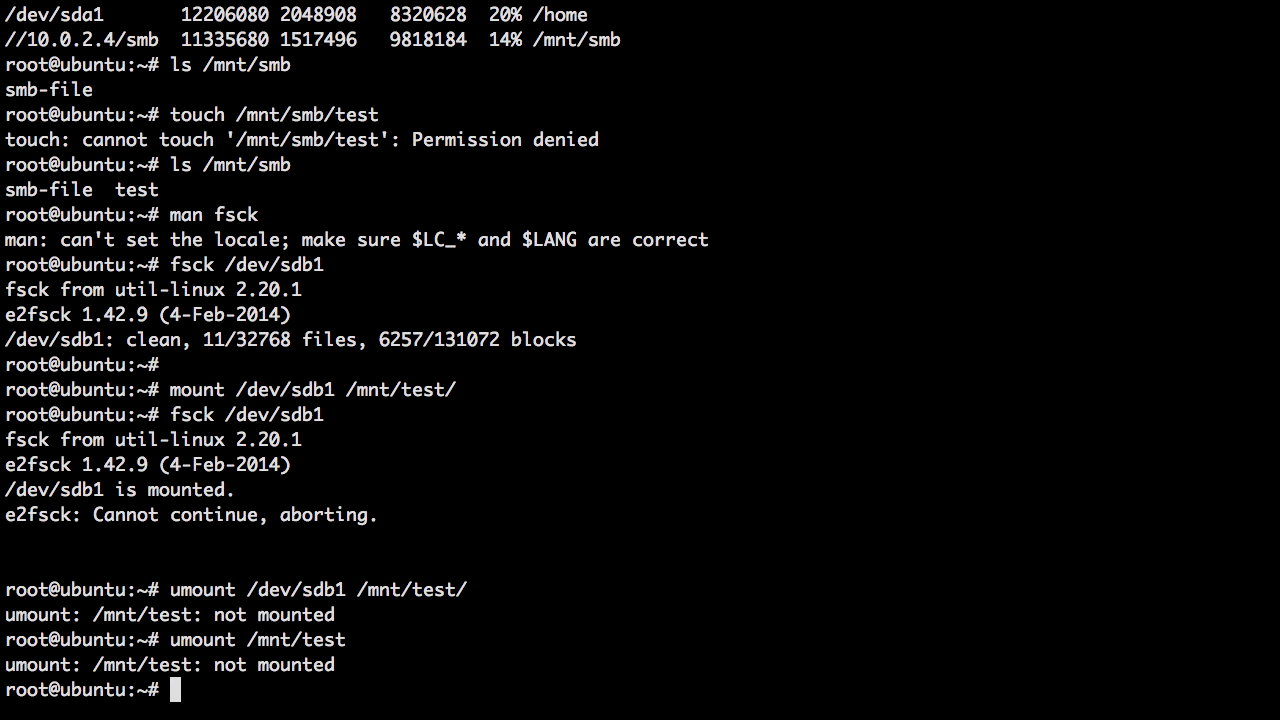 /dev/sda1       12206080 2048908   8320628  20% /home
//10.0.2.4/smb  11335680 1517496   9818184  14% /mnt/smb
root@ubuntu:~# ls /mnt/smb
smb-file
root@ubuntu:~# touch /mnt/smb/test
touch: cannot touch '/mnt/smb/test': Permission denied
root@ubuntu:~# ls /mnt/smb
smb-file  test
root@ubuntu:~# man fsck
man: can't set the locale; make sure $LC_* and $LANG are correct
root@ubuntu:~# fsck /dev/sdb1
fsck from util-linux 2.20.1
e2fsck 1.42.9 (4-Feb-2014)
/dev/sdb1: clean, 11/32768 files, 6257/131072 blocks
root@ubuntu:~#
root@ubuntu:~# mount /dev/sdb1 /mnt/test/
root@ubuntu:~# fsck /dev/sdb1
fsck from util-linux 2.20.1
e2fsck 1.42.9 (4-Feb-2014)
/dev/sdb1 is mounted.
e2fsck: Cannot continue, aborting.
root@ubuntu:~# umount /dev/sdb1 /mnt/test/
umount: /mnt/test: not mounted
root@ubuntu:~# umount /mnt/test
umount: /mnt/test: not mounted
root@ubuntu:~#